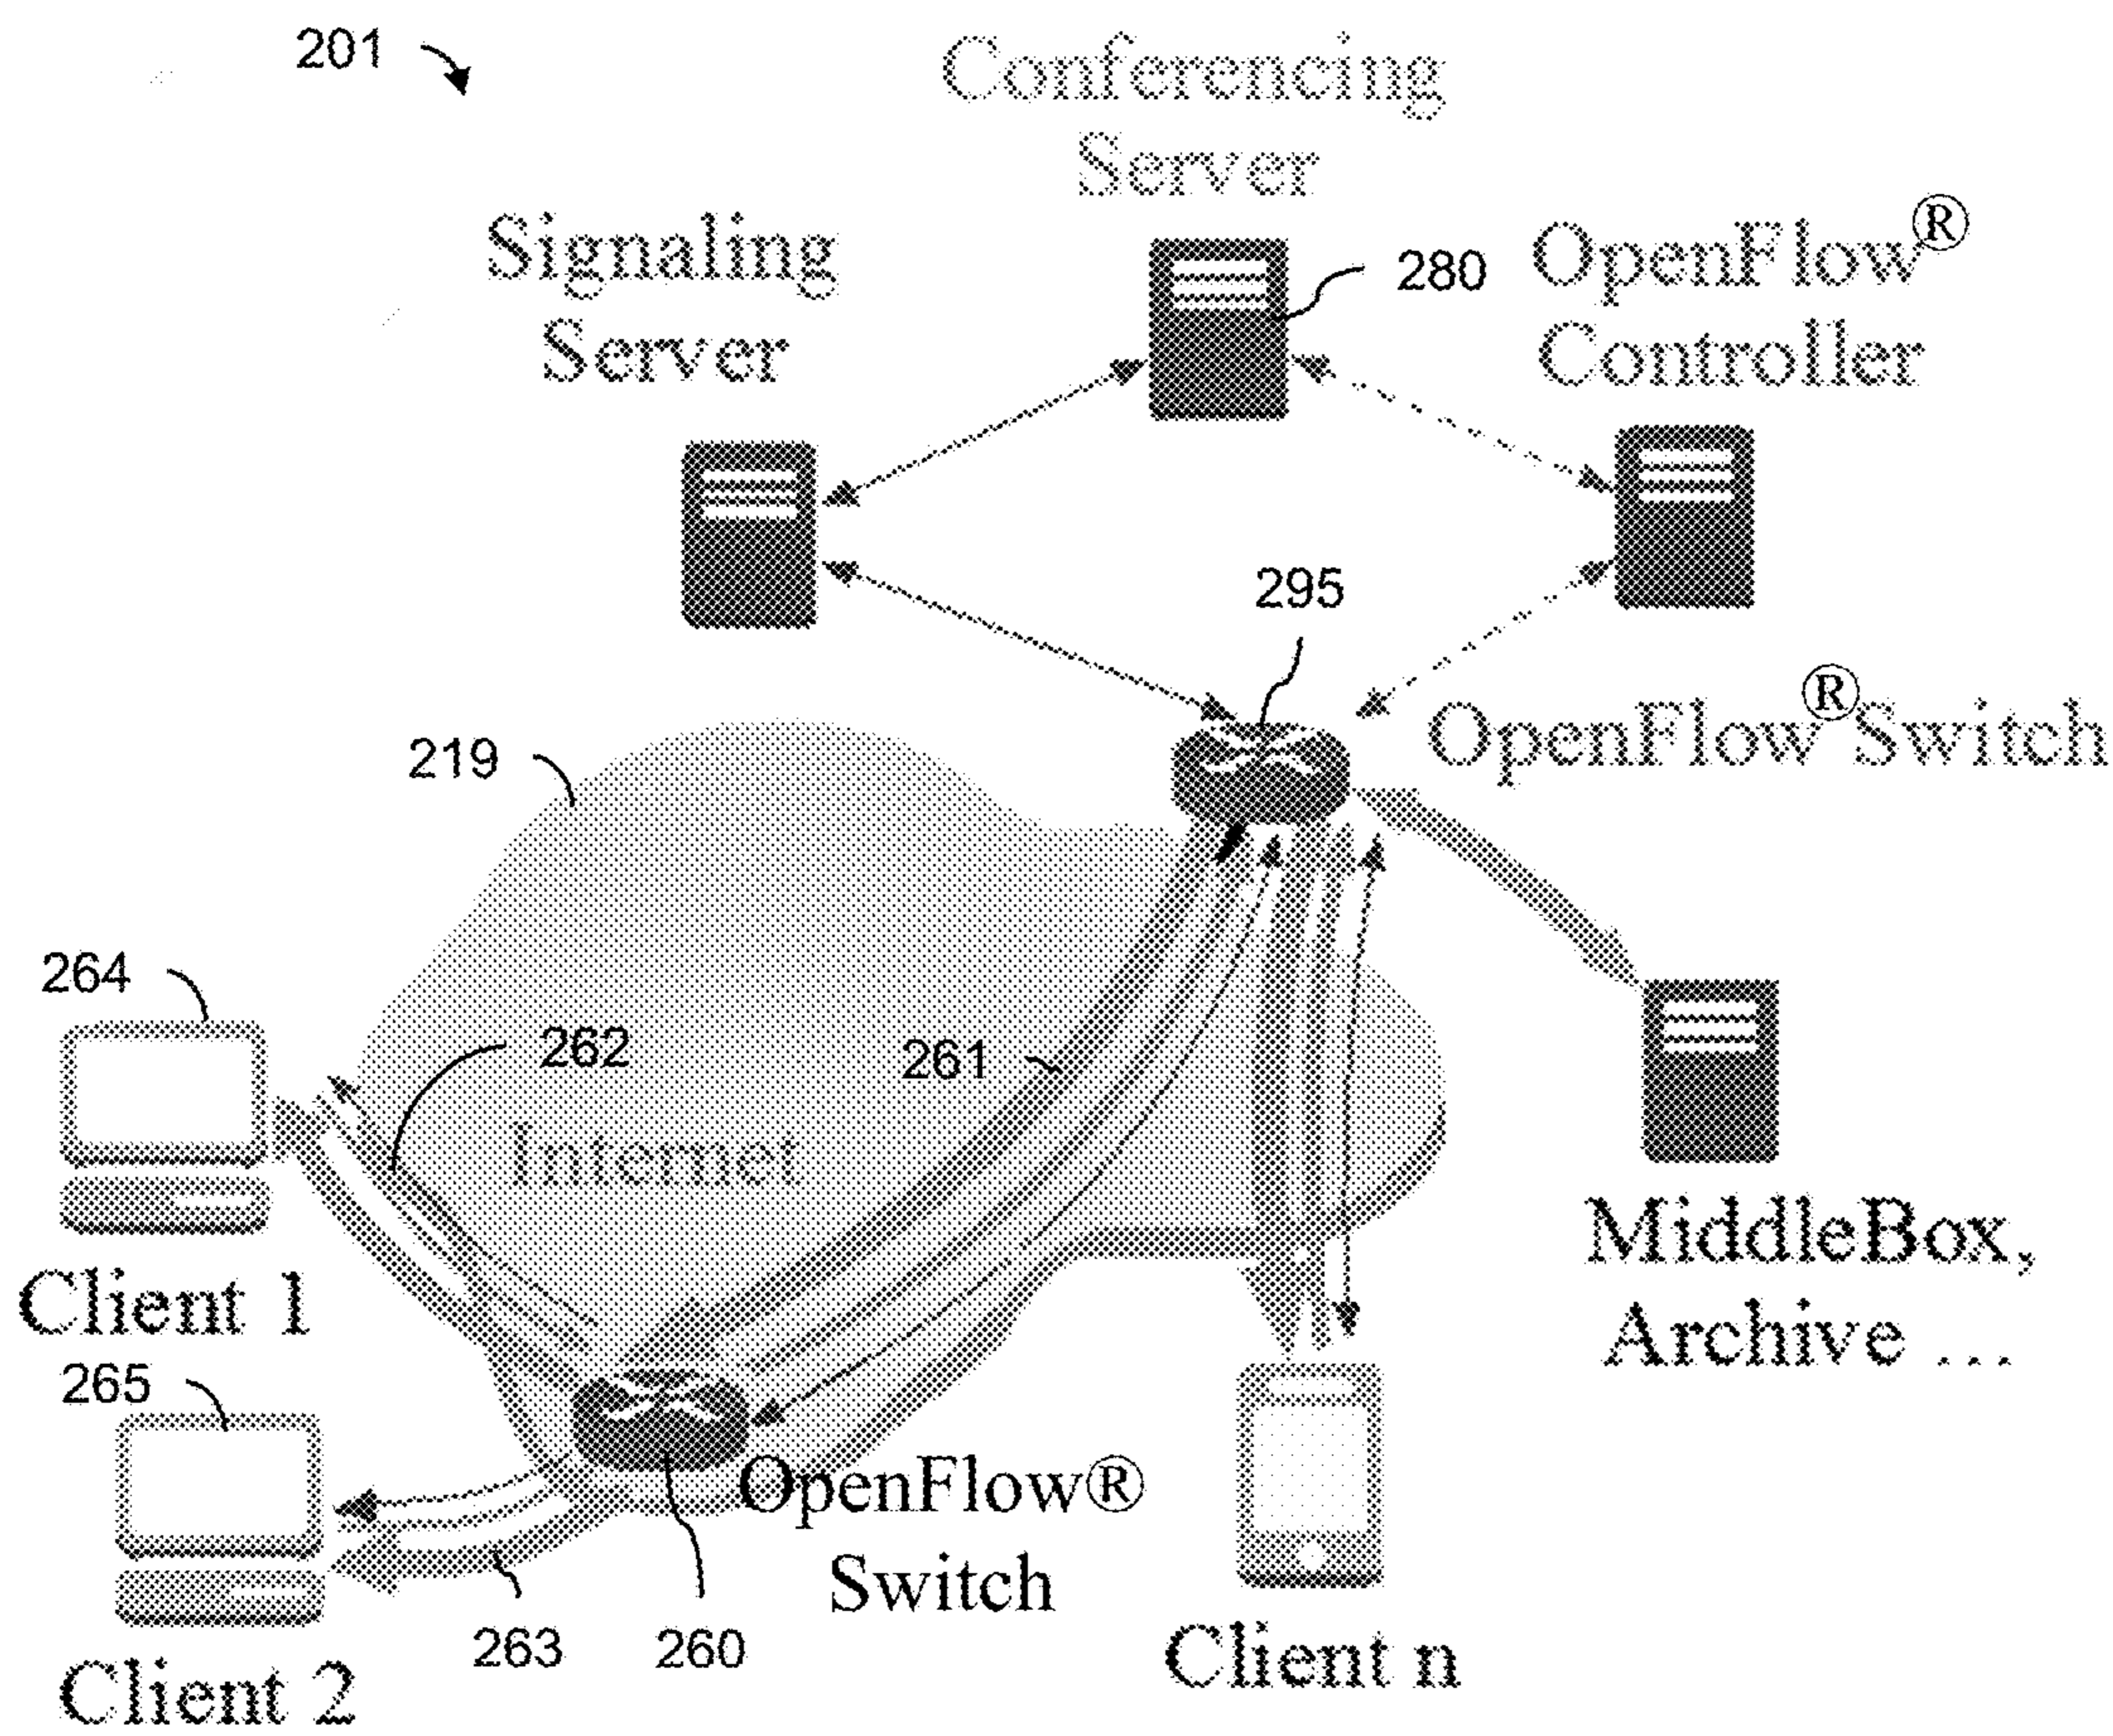 201
Conferencing
Server
Signaling
Server
280
OpenFlow®
Controller
295
OpenFlow® Switch
219
264
262
261
Internet
Client 1
MiddleBox,
Archive ...
265
OpenFlow®
Switch
263
260
Client n
Client 2